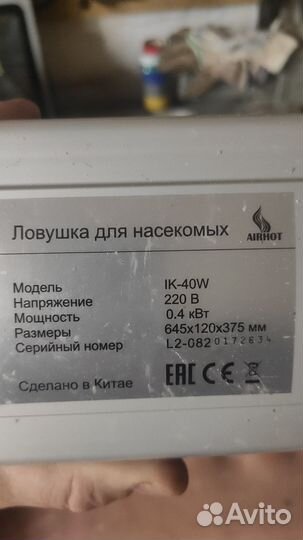 Ловушка для насекомых
AIRHOT
Модель IK-40W
Напряжение 220 В
Мощность 0.4 кВт
Размеры 645x120x375 мм
Серийный номер L2-0820172634
Сделано в Китае
EAC CE
Avito